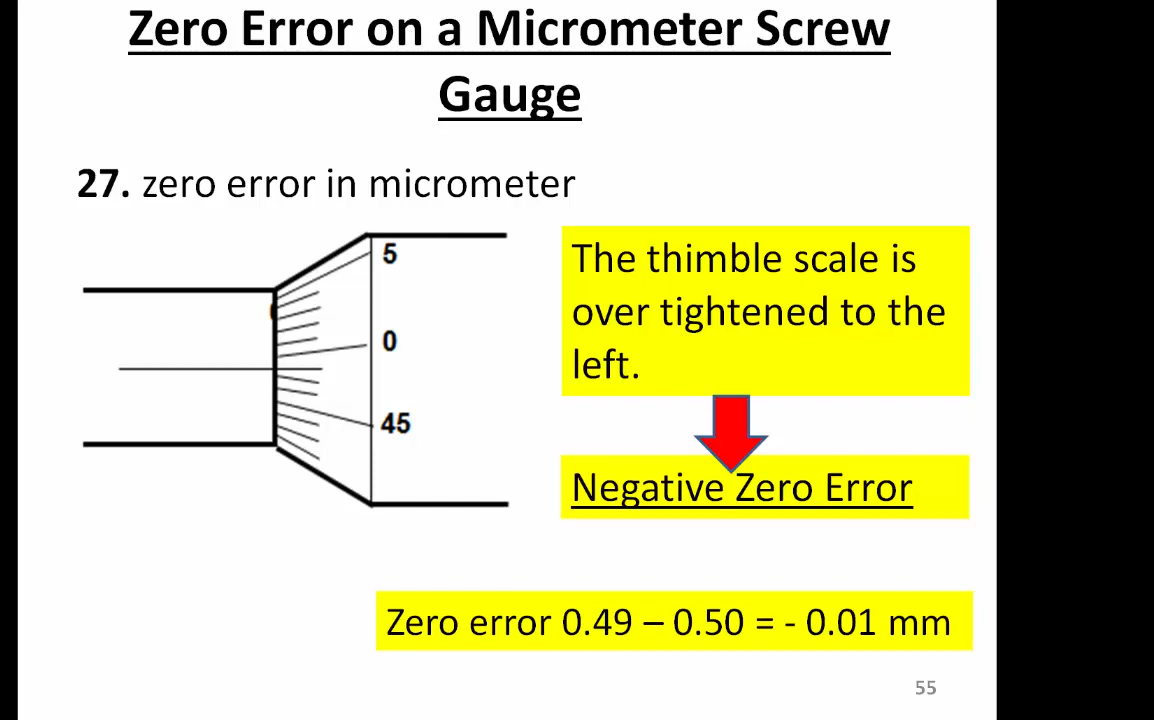 Zero Error on a Micrometer Screw
Gauge
27. zero error in micrometer
5
0
45
The thimble scale is
over tightened to the
left.
Negative Zero Error
Zero error 0.49 – 0.50 = - 0.01 mm
55